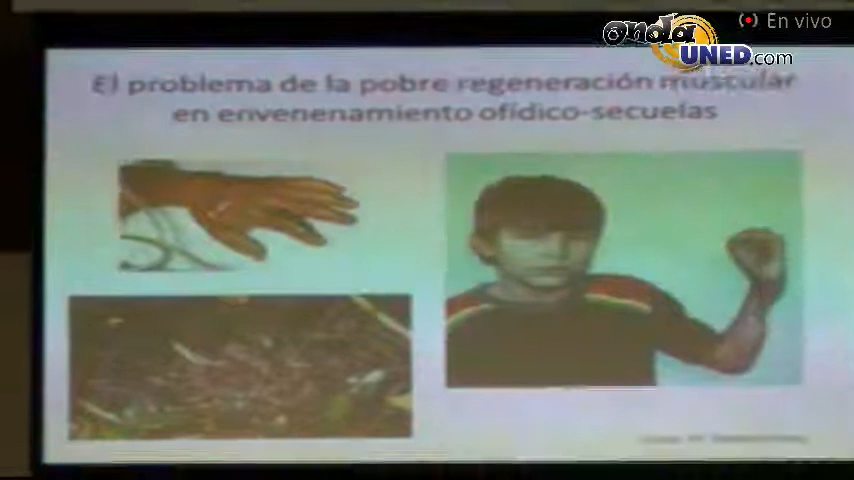 En vivo
onda
UNED.com
El problema de la pobre regeneración muscular
en envenenamiento ofídico-secuelas